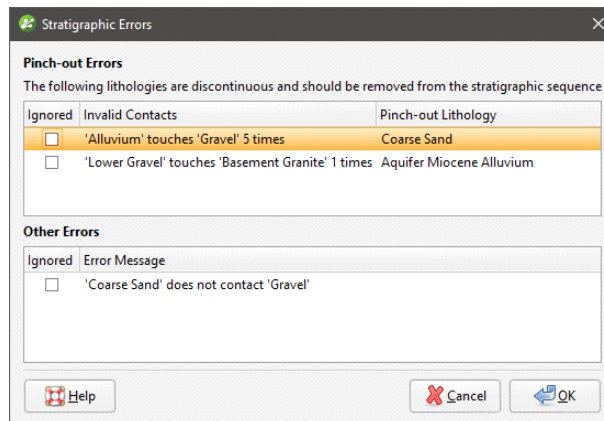 Stratigraphic Errors
Pinch-out Errors
The following lithologies are discontinuous and should be removed from the stratigraphic sequence
Ignored Invalid Contacts Pinch-out Lithology
'Alluvium' touches 'Gravel' 5 times Coarse Sand
'Lower Gravel' touches 'Basement Granite' 1 times Aquifer Miocene Alluvium
Other Errors
Ignored Error Message
'Coarse Sand' does not contact 'Gravel'
Help Cancel OK